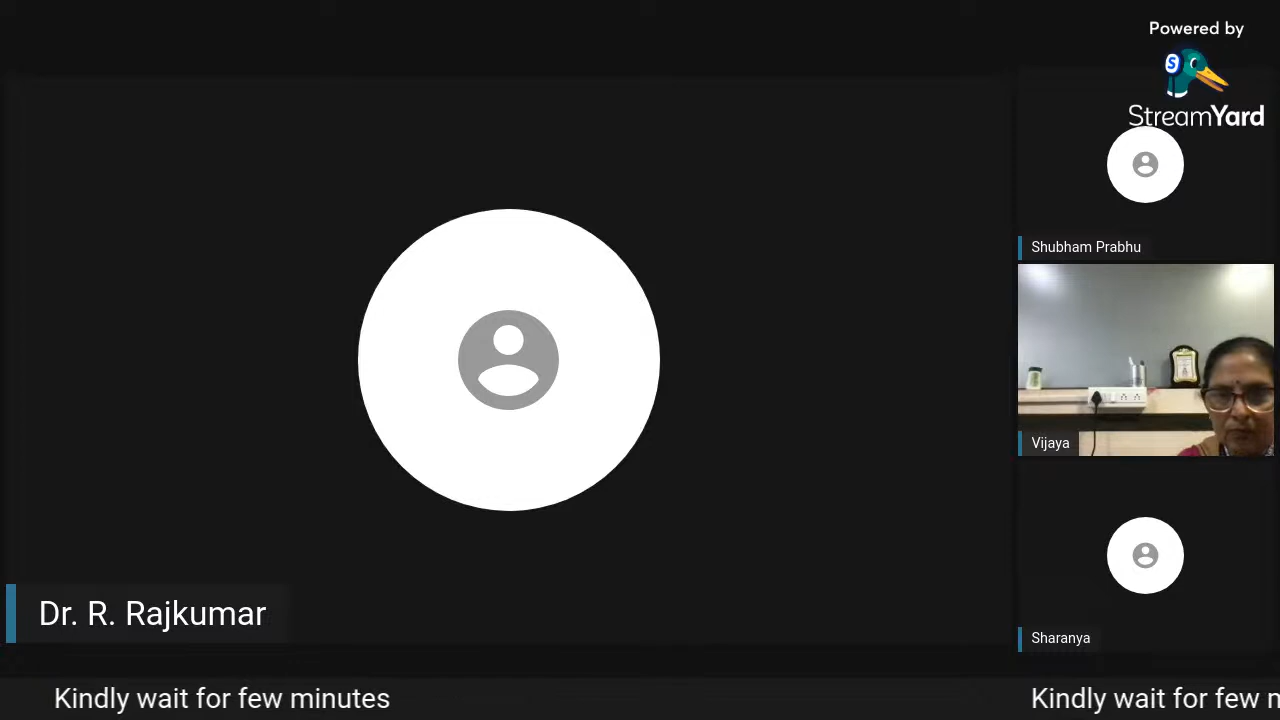 Powered by
S
StreamYard
Shubham Prabhu
Vijaya
Sharanya
Dr. R. Rajkumar
Kindly wait for few minutes
Kindly wait for few